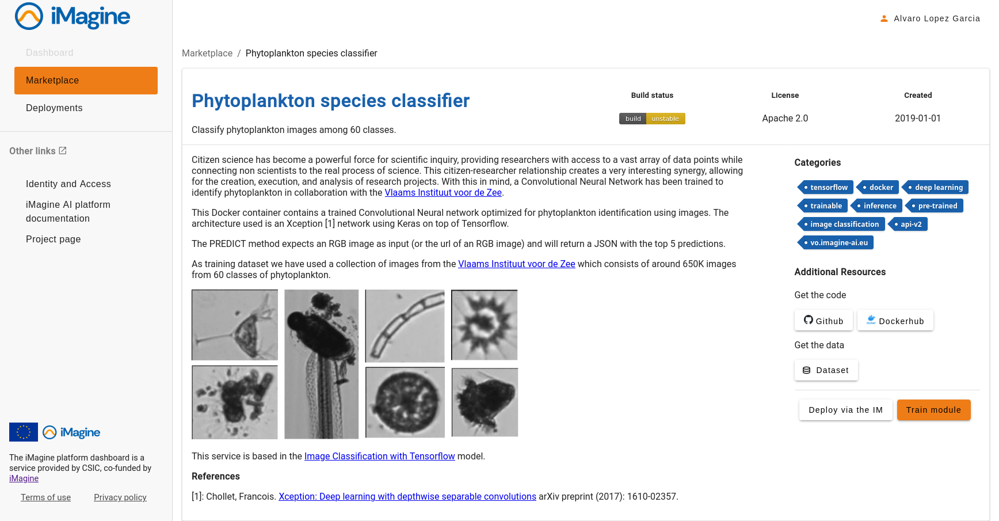 iMagine
Alvaro Lopez Garcia
Dashboard
Marketplace
Deployments
Other links
Identity and Access
iMagine AI platform
documentation
Project page
iMagine
The iMagine platform dashboard is a
service provided by CSIC, co-funded by
iMagine
Terms of use Privacy policy
Marketplace / Phytoplankton species classifier
Phytoplankton species classifier
Classify phytoplankton images among 60 classes.
Build status
build unstable
License
Apache 2.0
Created
2019-01-01
Citizen science has become a powerful force for scientific inquiry, providing researchers with access to a vast array of data points while
connecting non scientists to the real process of science. This citizen-researcher relationship creates a very interesting synergy, allowing
for the creation, execution, and analysis of research projects. With this in mind, a Convolutional Neural Network has been trained to
identify phytoplankton in collaboration with the Vlaams Instituut voor de Zee.
This Docker container contains a trained Convolutional Neural network optimized for phytoplankton identification using images. The
architecture used is an Xception [1] network using Keras on top of Tensorflow.
The PREDICT method expects an RGB image as input (or the url of an RGB image) and will return a JSON with the top 5 predictions.
As training dataset we have used a collection of images from the Vlaams Instituut voor de Zee which consists of around 650K images
from 60 classes of phytoplankton.
This service is based in the Image Classification with Tensorflow model.
References
[1]: Chollet, Francois. Xception: Deep learning with depthwise separable convolutions arXiv preprint (2017): 1610-02357.
Categories
tensorflow docker deep learning
trainable inference pre-trained
image classification api-v2
vo.imagine-ai.eu
Additional Resources
Get the code
Github docker Dockerhub
Get the data
Dataset
Deploy via the IM Train module